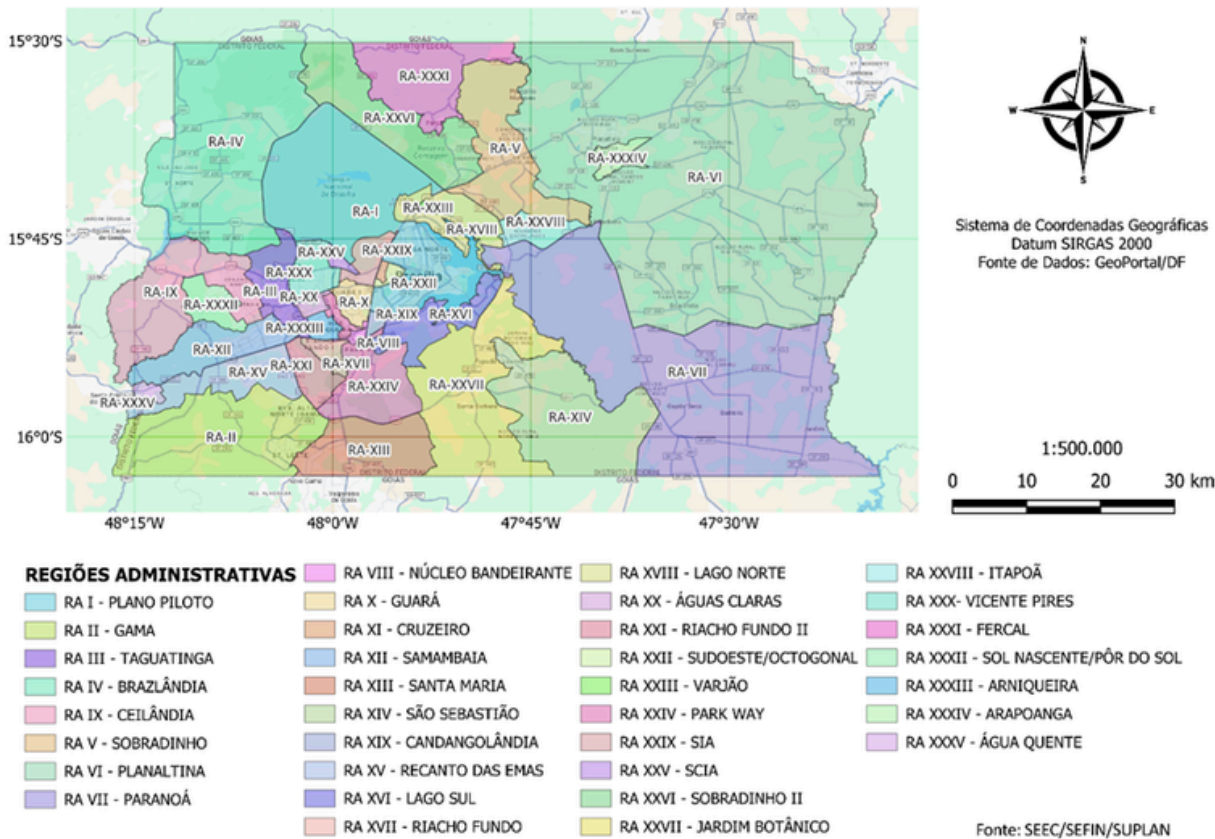 GOIÁS
DISTRITO FEDERAL
GOIÁS
DISTRITO FEDERAL
15°30'S
RA-XXXI
RA-XXVI
RA-IV
RA-V
RA-XXXIV
RA-VI
RA-I
RA-XXIII
RA-XVIII
RA-XXVIII
15°45'S
RA-XXV
RA-XXIX
RA-XXX
RA-XXII
RA-IX
RA-III
RA-XX
RA-X
RA-XXXII
RA-XIX
RA-XVI
RA-XXXIII
RA-VIII
RA-XII
RA-XXI
RA-XVII
RA-XV
RA-XXIV
RA-XXVII
RA-VII
RA-XXXV
RA-XIV
16°0'S
RA-II
RA-XIII
DISTRITO FEDERAL
GOIÁS
DISTRITO FEDERAL
GOIÁS
48°15'W
48°0'W
47°45'W
47°30'W
N
W
E
S
Sistema de Coordenadas Geográficas
Datum SIRGAS 2000
Fonte de Dados: GeoPortal/DF
1:500.000
0 10 20 30 km
REGIÕES ADMINISTRATIVAS
RA I - PLANO PILOTO
RA II - GAMA
RA III - TAGUATINGA
RA IV - BRAZLÂNDIA
RA IX - CEILÂNDIA
RA V - SOBRADINHO
RA VI - PLANALTINA
RA VII - PARANOÁ
RA VIII - NÚCLEO BANDEIRANTE
RA X - GUARÁ
RA XI - CRUZEIRO
RA XII - SAMAMBAIA
RA XIII - SANTA MARIA
RA XIV - SÃO SEBASTIÃO
RA XIX - CANDANGOLÂNDIA
RA XV - RECANTO DAS EMAS
RA XVI - LAGO SUL
RA XVII - RIACHO FUNDO
RA XVIII - LAGO NORTE
RA XX - ÁGUAS CLARAS
RA XXI - RIACHO FUNDO II
RA XXII - SUDOESTE/OCTOGONAL
RA XXIII - VARJÃO
RA XXIV - PARK WAY
RA XXIX - SIA
RA XXV - SCIA
RA XXVI - SOBRADINHO II
RA XXVII - JARDIM BOTÂNICO
RA XXVIII - ITAPOÃ
RA XXX- VICENTE PIRES
RA XXXI - FERCAL
RA XXXII - SOL NASCENTE/PÔR DO SOL
RA XXXIII - ARNIQUEIRA
RA XXXIV - ARAPOANGA
RA XXXV - ÁGUA QUENTE
Fonte: SEEC/SEFIN/SUPLAN